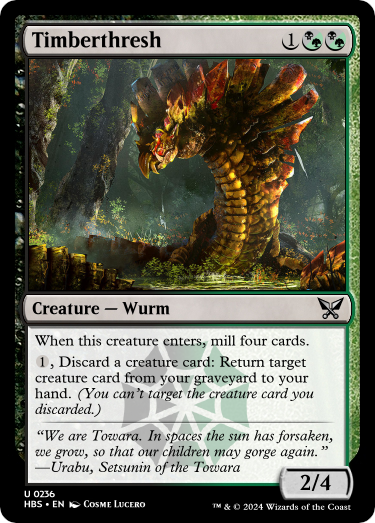 Timberthresh 1
Creature — Wurm
When this creature enters, mill four cards.
1, Discard a creature card: Return target
creature card from your graveyard to your
hand. (You can't target the creature card you
discarded.)
"We are Towara. In spaces the sun has forsaken,
we grow, so that our children may gorge again."
—Urabu, Setsunin of the Towara
2/4
U 0236
HBS • EN Cosme Lucero
™ & © 2024 Wizards of the Coast